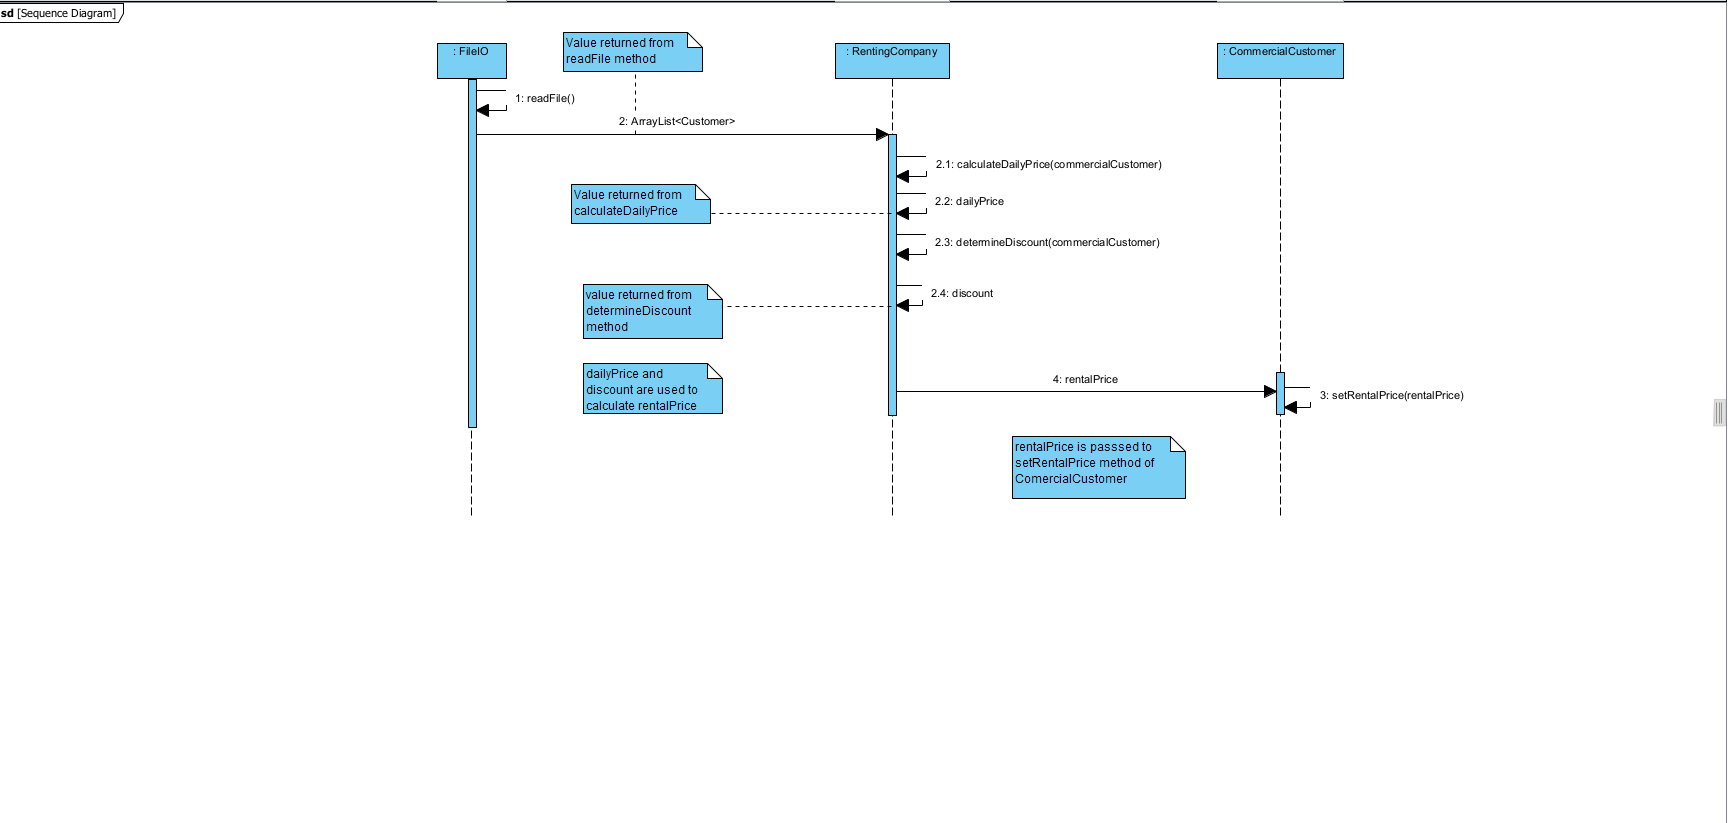 sd [Sequence Diagram]
: FileIO
Value returned from
readFile method
: RentingCompany
: CommercialCustomer
1: readFile()
2: ArrayList<Customer>
2.1: calculateDailyPrice(commercialCustomer)
Value returned from
calculateDailyPrice
2.2: dailyPrice
2.3: determineDiscount(commercialCustomer)
value returned from
determineDiscount
method
2.4: discount
dailyPrice and
discount are used to
calculate rentalPrice
4: rentalPrice
3: setRentalPrice(rentalPrice)
rentalPrice is passsed to
setRentalPrice method of
ComercialCustomer